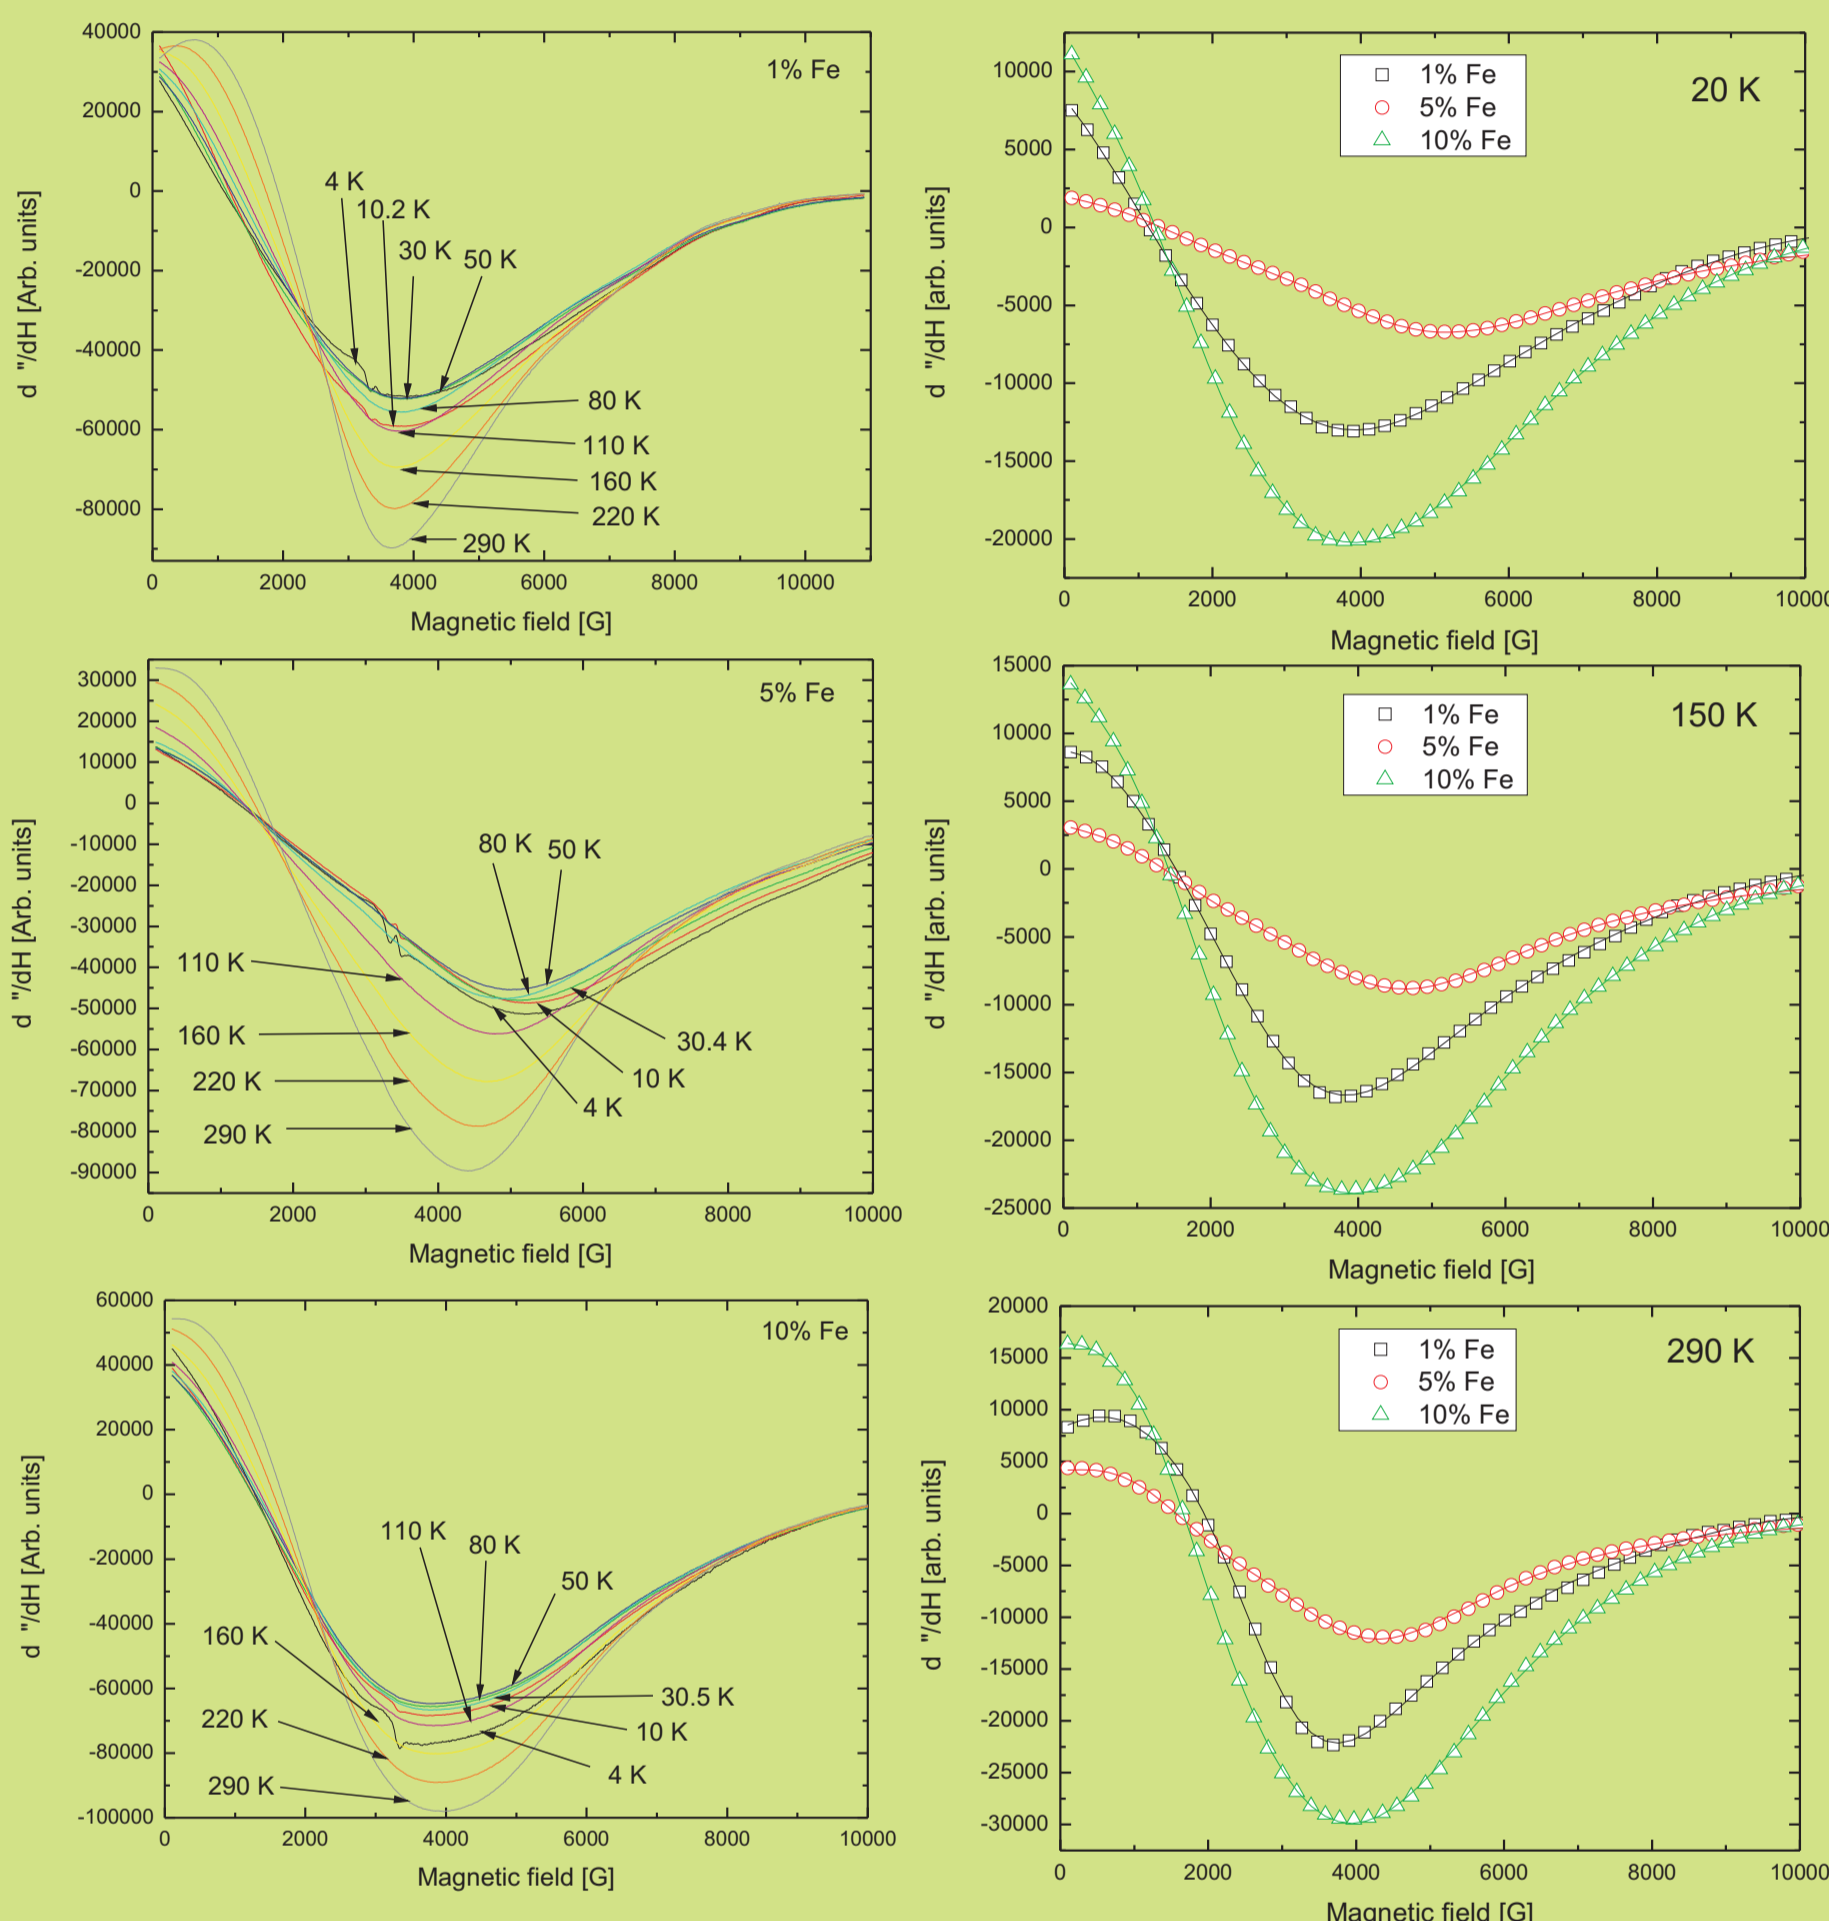 1% Fe
40000
20000
0
-20000
-40000
-60000
-80000
d "/dH [Arb. units]
4 K
10.2 K
30 K
50 K
80 K
110 K
160 K
220 K
290 K
0 2000 4000 6000 8000 10000
Magnetic field [G]
20 K
1% Fe
5% Fe
10% Fe
10000
5000
0
-5000
-10000
-15000
-20000
d "/dH [arb. units]
0 2000 4000 6000 8000 10000
Magnetic field [G]
5% Fe
30000
20000
10000
0
-10000
-20000
-30000
-40000
-50000
-60000
-70000
-80000
-90000
d "/dH [Arb. units]
80 K
50 K
110 K
160 K
220 K
290 K
30.4 K
10 K
4 K
0 2000 4000 6000 8000 10000
Magnetic field [G]
150 K
1% Fe
5% Fe
10% Fe
15000
10000
5000
0
-5000
-10000
-15000
-20000
-25000
d "/dH [arb. units]
0 2000 4000 6000 8000 10000
Magnetic field [G]
10% Fe
60000
40000
20000
0
-20000
-40000
-60000
-80000
-100000
d "/dH [Arb. units]
110 K
80 K
50 K
160 K
220 K
290 K
30.5 K
10 K
4 K
0 2000 4000 6000 8000 10000
Magnetic field [G]
290 K
1% Fe
5% Fe
10% Fe
20000
15000
10000
5000
0
-5000
-10000
-15000
-20000
-25000
-30000
d "/dH [arb. units]
0 2000 4000 6000 8000 10000
Magnetic field [G]